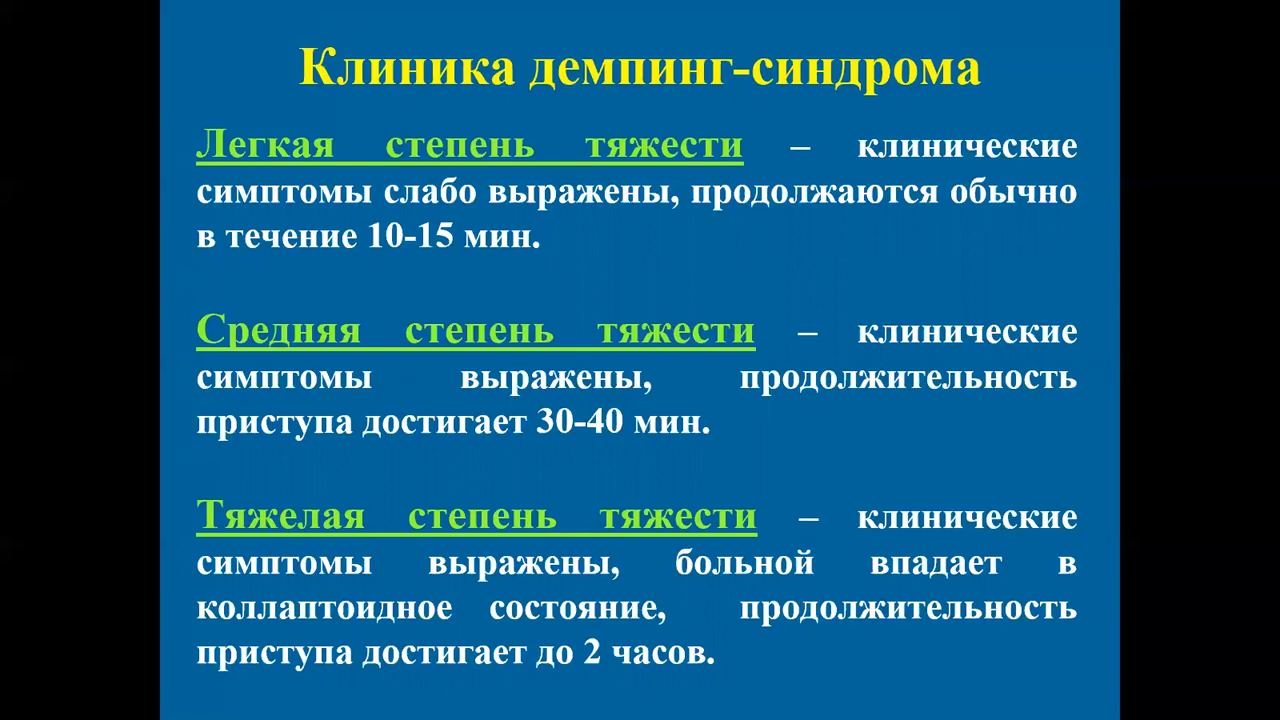 Клиника демпинг-синдрома
Легкая степень тяжести – клинические
симптомы слабо выражены, продолжаются обычно
в течение 10-15 мин.
Средняя степень тяжести – клинические
симптомы выражены, продолжительность
приступа достигает 30-40 мин.
Тяжелая степень тяжести – клинические
симптомы выражены, больной впадает в
коллаптоидное состояние, продолжительность
приступа достигает до 2 часов.